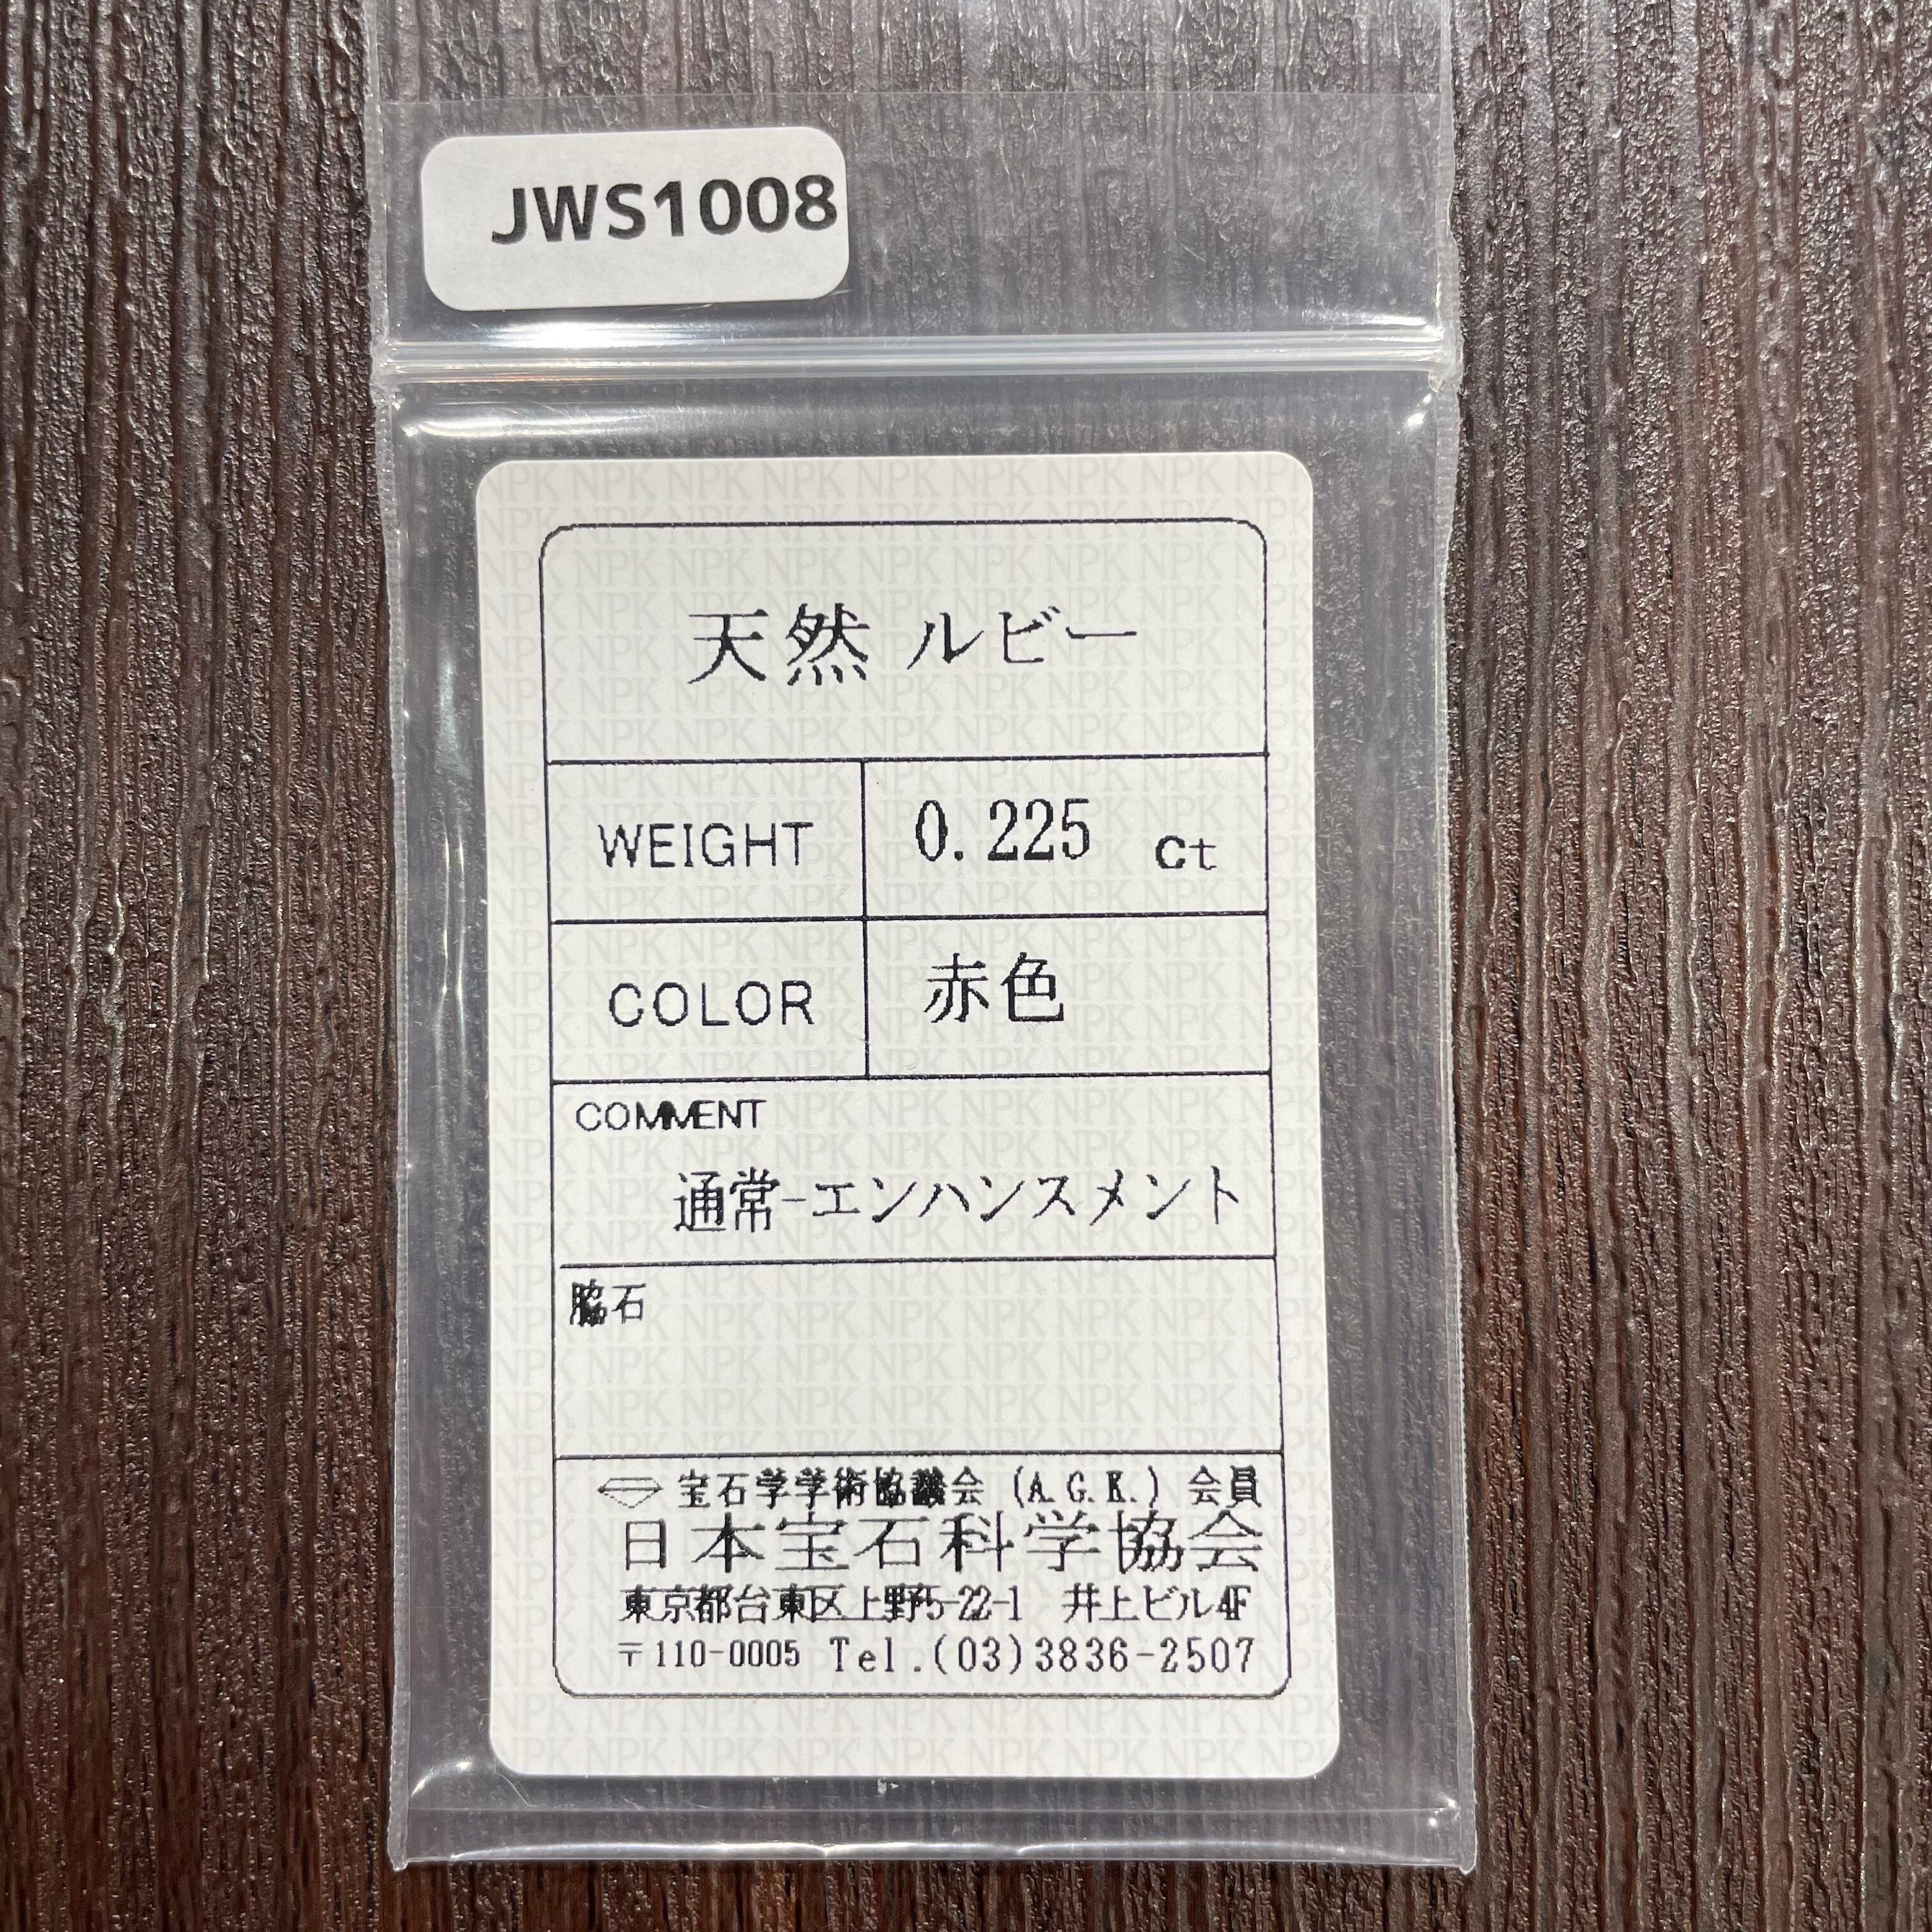 JWS1008
天然 ルビー
WEIGHT 0.225 ct
COLOR 赤色
COMMENT
通常-エンハンスメント
脇石
宝石学学術協議会 (A.G.K.) 会員
日本宝石科学協会
東京都台東区上野5-22-1 井上ビル4F
〒110-0005 Tel.(03)3836-2507